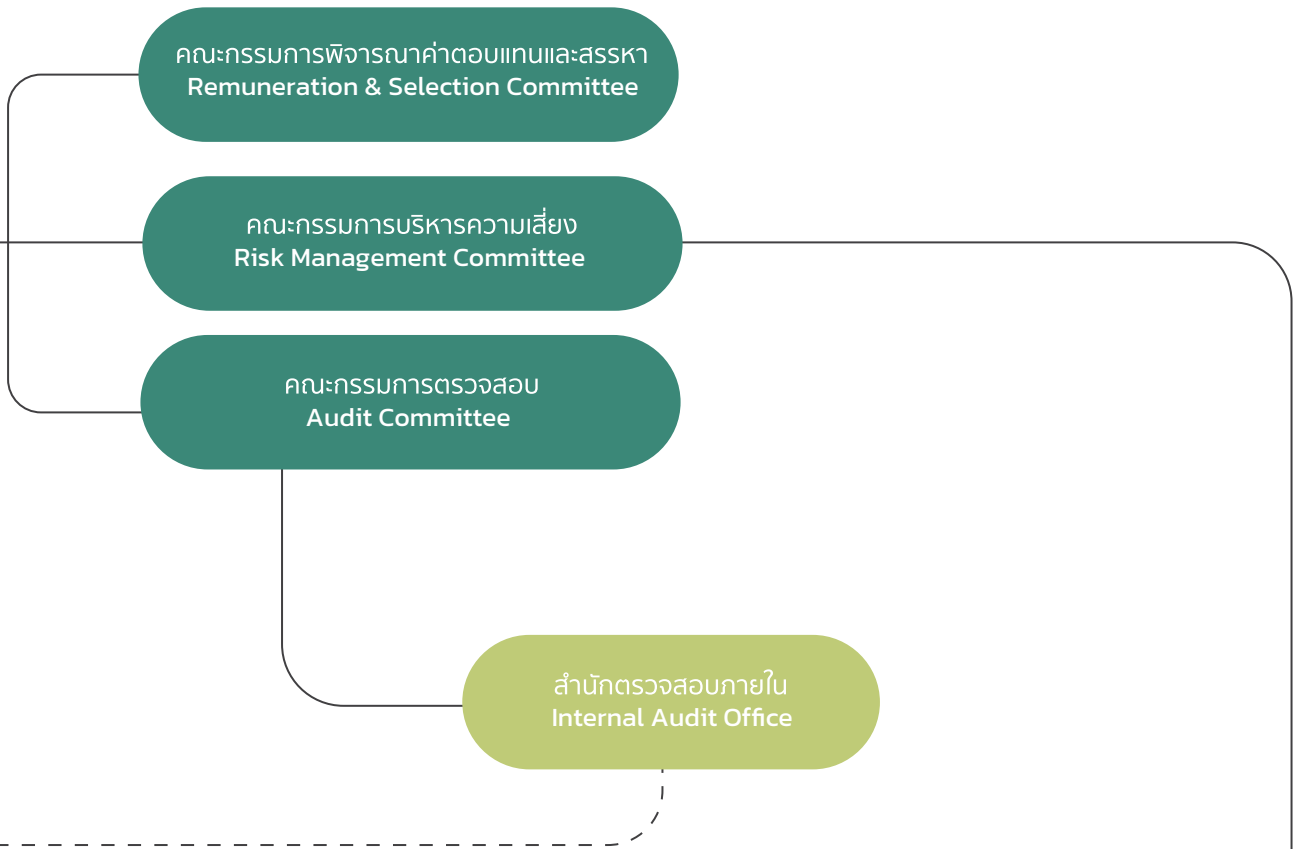 คณะกรรมการพิจารณาค่าตอบแทนและสรรหา
Remuneration & Selection Committee
คณะกรรมการบริหารความเสี่ยง
Risk Management Committee
คณะกรรมการตรวจสอบ
Audit Committee
สำนักตรวจสอบภายใน
Internal Audit Office